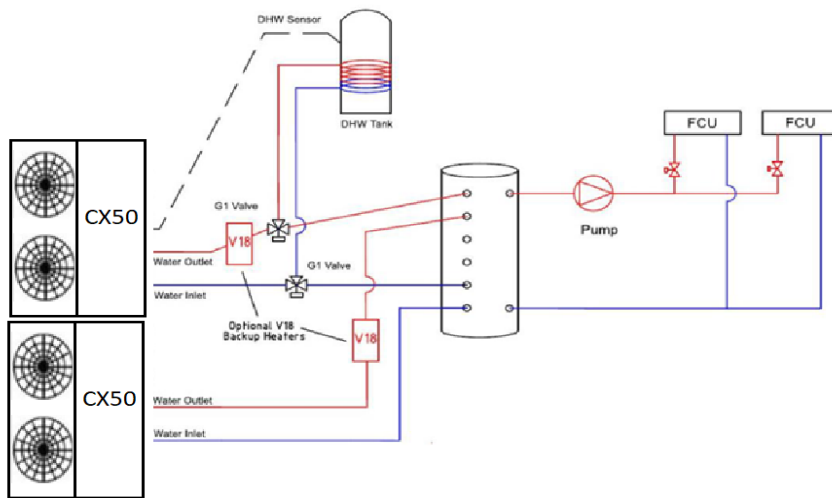 DHW Sensor
DHW Tank
FCU
FCU
CX50
G1 Valve
V18
Pump
Water Outlet
G1 Valve
Water Inlet
Optional V18
Backup Heaters
V18
CX50
Water Outlet
Water Inlet